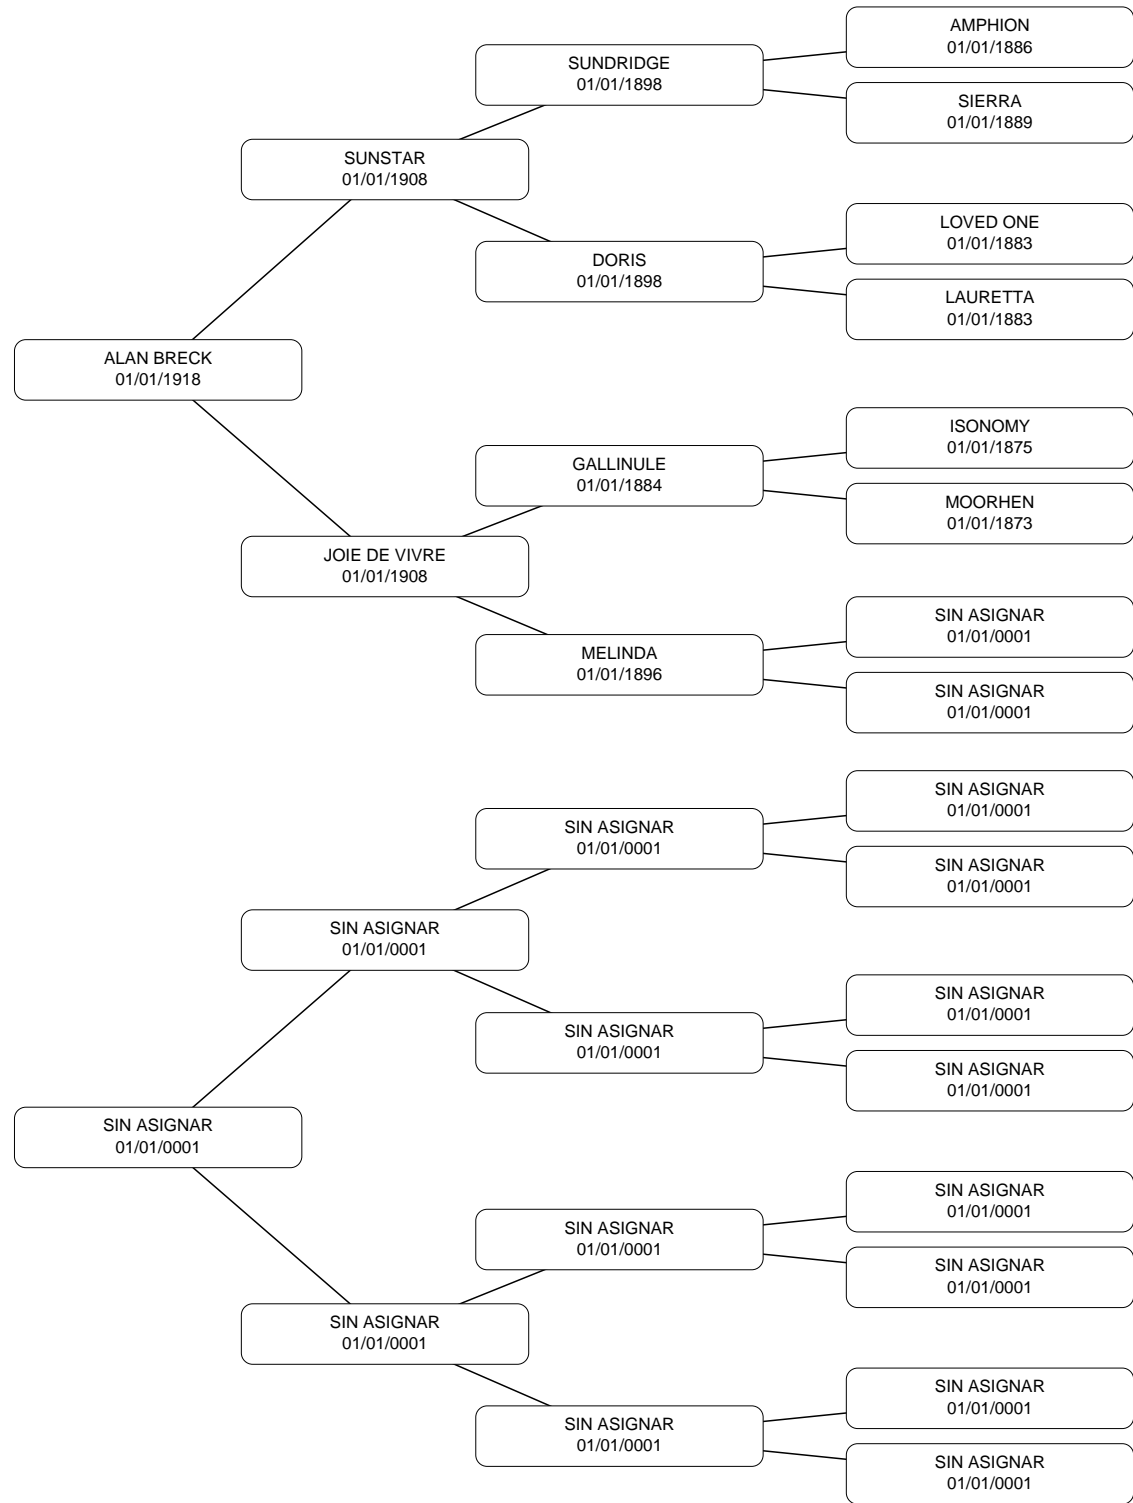 AMPHION
01/01/1886
SUNDRIDGE
01/01/1898
SIERRA
01/01/1889
SUNSTAR
01/01/1908
LOVED ONE
01/01/1883
DORIS
01/01/1898
LAURETTA
01/01/1883
ALAN BRECK
01/01/1918
ISONOMY
01/01/1875
GALLINULE
01/01/1884
MOORHEN
01/01/1873
JOIE DE VIVRE
01/01/1908
SIN ASIGNAR
01/01/0001
MELINDA
01/01/1896
SIN ASIGNAR
01/01/0001
SIN ASIGNAR
01/01/0001
SIN ASIGNAR
01/01/0001
SIN ASIGNAR
01/01/0001
SIN ASIGNAR
01/01/0001
SIN ASIGNAR
01/01/0001
SIN ASIGNAR
01/01/0001
SIN ASIGNAR
01/01/0001
SIN ASIGNAR
01/01/0001
SIN ASIGNAR
01/01/0001
SIN ASIGNAR
01/01/0001
SIN ASIGNAR
01/01/0001
SIN ASIGNAR
01/01/0001
SIN ASIGNAR
01/01/0001
SIN ASIGNAR
01/01/0001
SIN ASIGNAR
01/01/0001